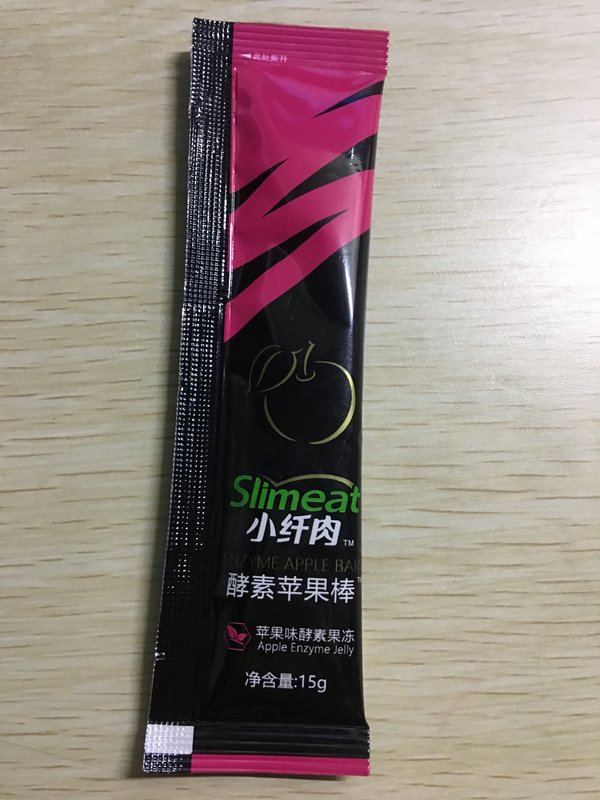 ◄此处撕开
Slimeat
小纤肉™
ENZYME APPLE BAR
酵素苹果棒™
苹果味酵素果冻
Apple Enzyme Jelly
净含量:15g